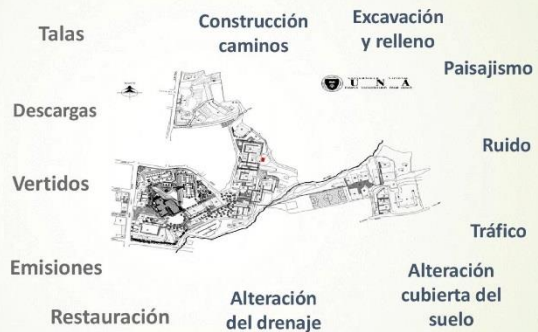 Talas
Construcción
caminos
Excavación
y relleno
Paisajismo
Descargas
U N A
Ruido
Vertidos
Tráfico
Emisiones
Alteración
cubierta del
suelo
Alteración
del drenaje
Restauración